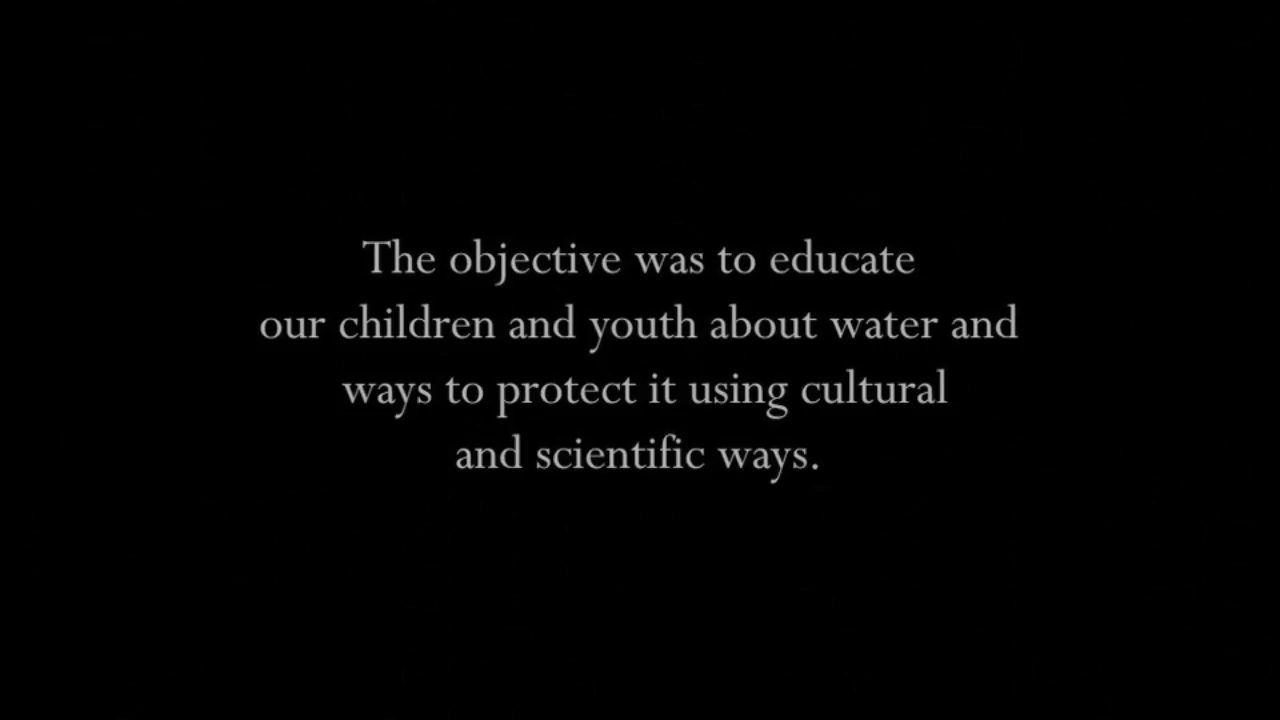 The objective was to educate
our children and youth about water and
ways to protect it using cultural
and scientific ways.